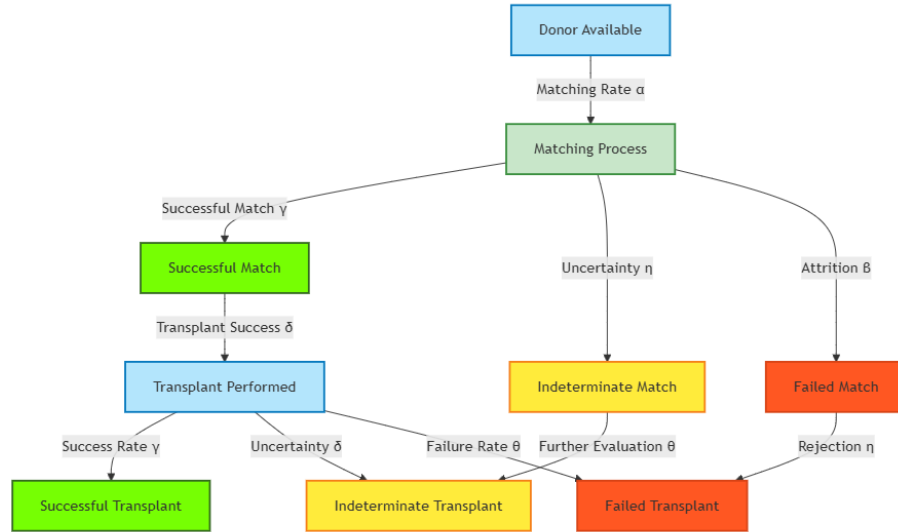 Donor Available
Matching Rate α
Matching Process
Successful Match γ
Successful Match
Uncertainty η
Attrition β
Transplant Success δ
Transplant Performed
Indeterminate Match
Failed Match
Success Rate γ
Uncertainty δ
Failure Rate θ
Further Evaluation θ
Rejection η
Successful Transplant
Indeterminate Transplant
Failed Transplant